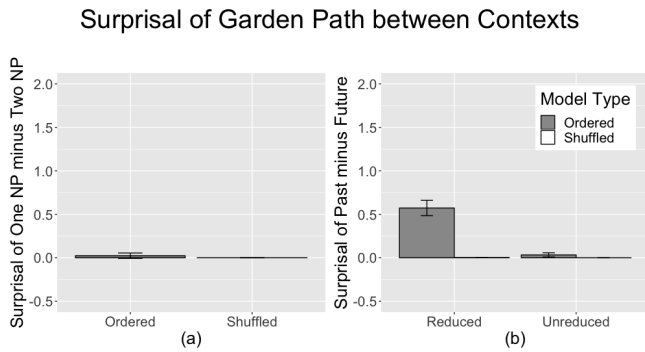 Surprisal of Garden Path between Contexts
Surprisal of One NP minus Two NP
2.0
1.5
1.0
0.5
0.0
-0.5
Ordered
Shuffled
(a)
Surprisal of Past minus Future
2.0
1.5
1.0
0.5
0.0
-0.5
Model Type
Ordered
Shuffled
Reduced
Unreduced
(b)